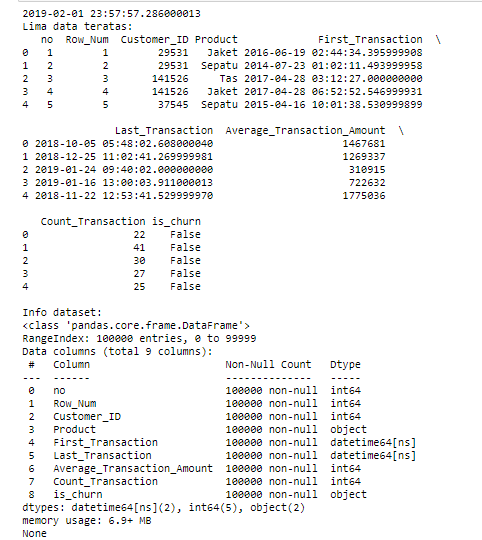 2019-02-01 23:57:57.286000013
Lima data teratas:
   no  Row_Num  Customer_ID Product            First_Transaction  \
0   1        1        29531   Jaket 2016-06-19 02:44:34.395999908
1   2        2        29531  Sepatu 2014-07-23 01:02:11.493999958
2   3        3       141526     Tas 2017-04-28 03:12:27.000000000
3   4        4       141526   Jaket 2017-04-28 06:52:52.546999931
4   5        5        37545  Sepatu 2015-04-16 10:01:38.530999899
              Last_Transaction  Average_Transaction_Amount  \
0 2018-10-05 05:48:02.608000040                     1467681
1 2018-12-25 11:02:41.269999981                     1269337
2 2019-01-24 09:40:02.000000000                      310915
3 2019-01-16 13:00:03.911000013                      722632
4 2018-11-22 12:53:41.529999970                     1775036
   Count_Transaction is_churn
0                 22    False
1                 41    False
2                 30    False
3                 27    False
4                 25    False
Info dataset:
<class 'pandas.core.frame.DataFrame'>
RangeIndex: 100000 entries, 0 to 99999
Data columns (total 9 columns):
 #   Column                      Non-Null Count   Dtype
---  ------                      --------------   -----
 0   no                          100000 non-null  int64
 1   Row_Num                     100000 non-null  int64
 2   Customer_ID                 100000 non-null  int64
 3   Product                     100000 non-null  object
 4   First_Transaction           100000 non-null  datetime64[ns]
 5   Last_Transaction            100000 non-null  datetime64[ns]
 6   Average_Transaction_Amount  100000 non-null  int64
 7   Count_Transaction           100000 non-null  int64
 8   is_churn                    100000 non-null  object
dtypes: datetime64[ns](2), int64(5), object(2)
memory usage: 6.9+ MB
None